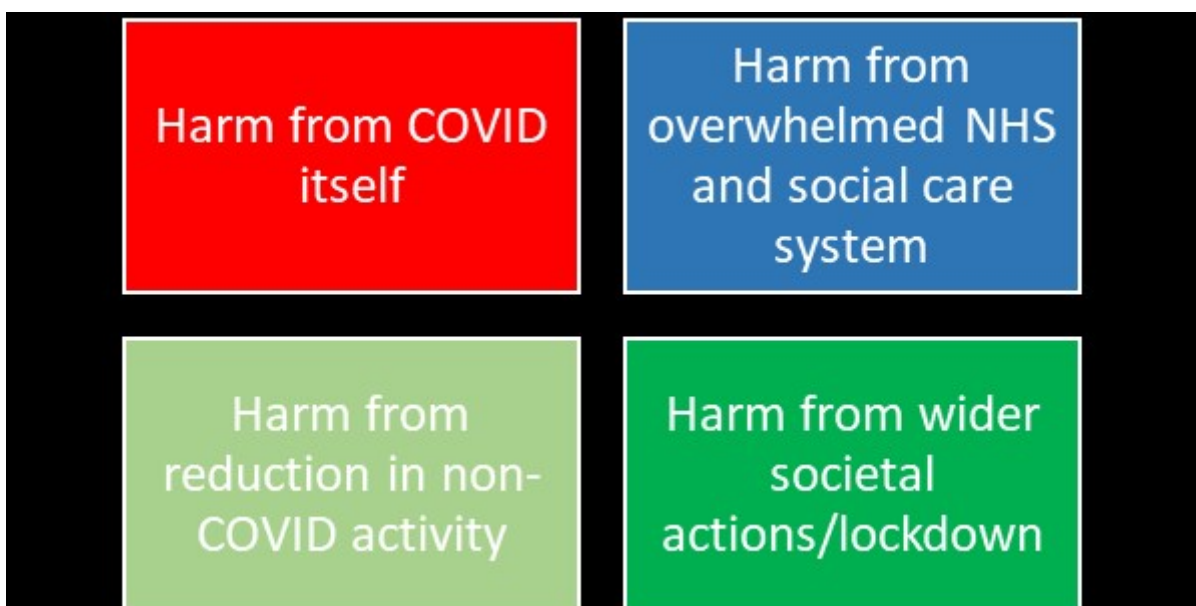 Harm from COVID
itself
Harm from
overwhelmed NHS
and social care
system
Harm from
reduction in non-
COVID activity
Harm from wider
societal
actions/lockdown